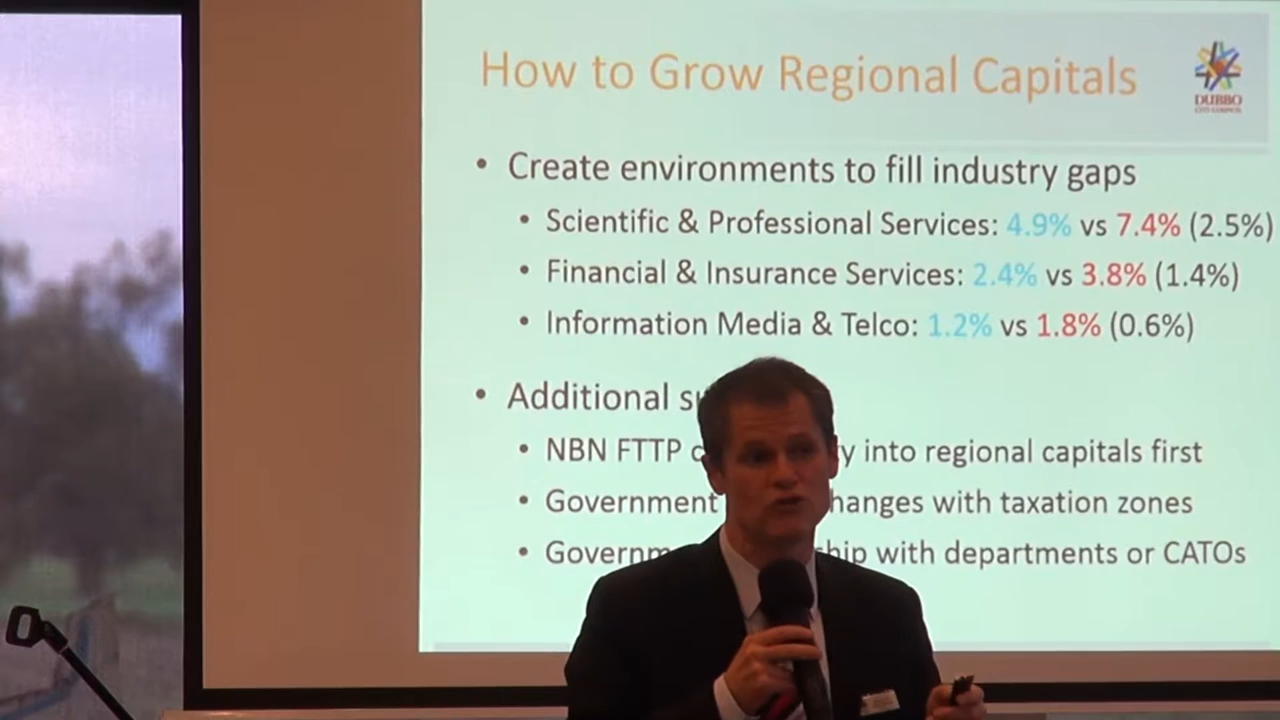 How to Grow Regional Capitals
DUBBO
CITY COUNCIL
• Create environments to fill industry gaps
• Scientific & Professional Services: 4.9% vs 7.4% (2.5%)
• Financial & Insurance Services: 2.4% vs 3.8% (1.4%)
• Information Media & Telco: 1.2% vs 1.8% (0.6%)
• Additional
• NBN FTTP into regional capitals first
• Government hanges with taxation zones
• Governm hip with departments or CATOs